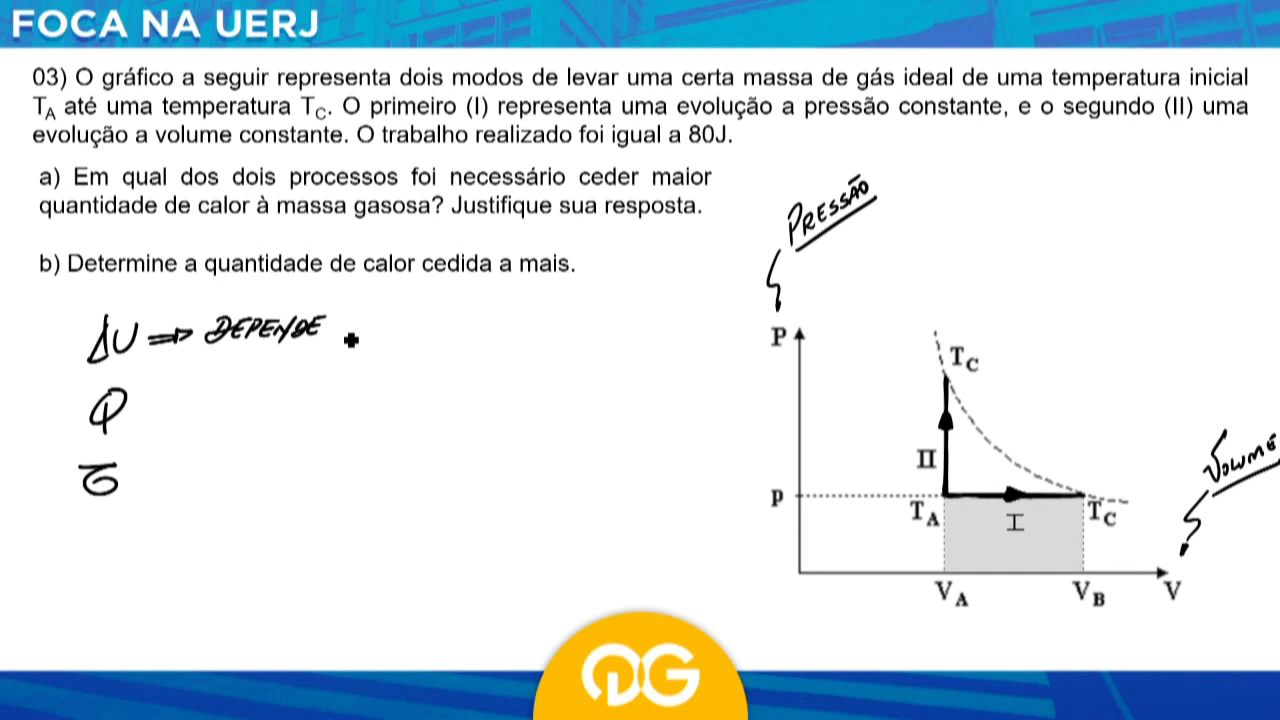 FOCA NA UERJ
03) O gráfico a seguir representa dois modos de levar uma certa massa de gás ideal de uma temperatura inicial
TA até uma temperatura TC. O primeiro (I) representa uma evolução a pressão constante, e o segundo (II) uma
evolução a volume constante. O trabalho realizado foi igual a 80J.
a) Em qual dos dois processos foi necessário ceder maior
quantidade de calor à massa gasosa? Justifique sua resposta.
b) Determine a quantidade de calor cedida a mais.
ΔU ⇒ DEPENDE
Q
τ
PRESSÃO
P
TC
II
p
TA
I
TC
VOLUME
VA
VB
V
QG